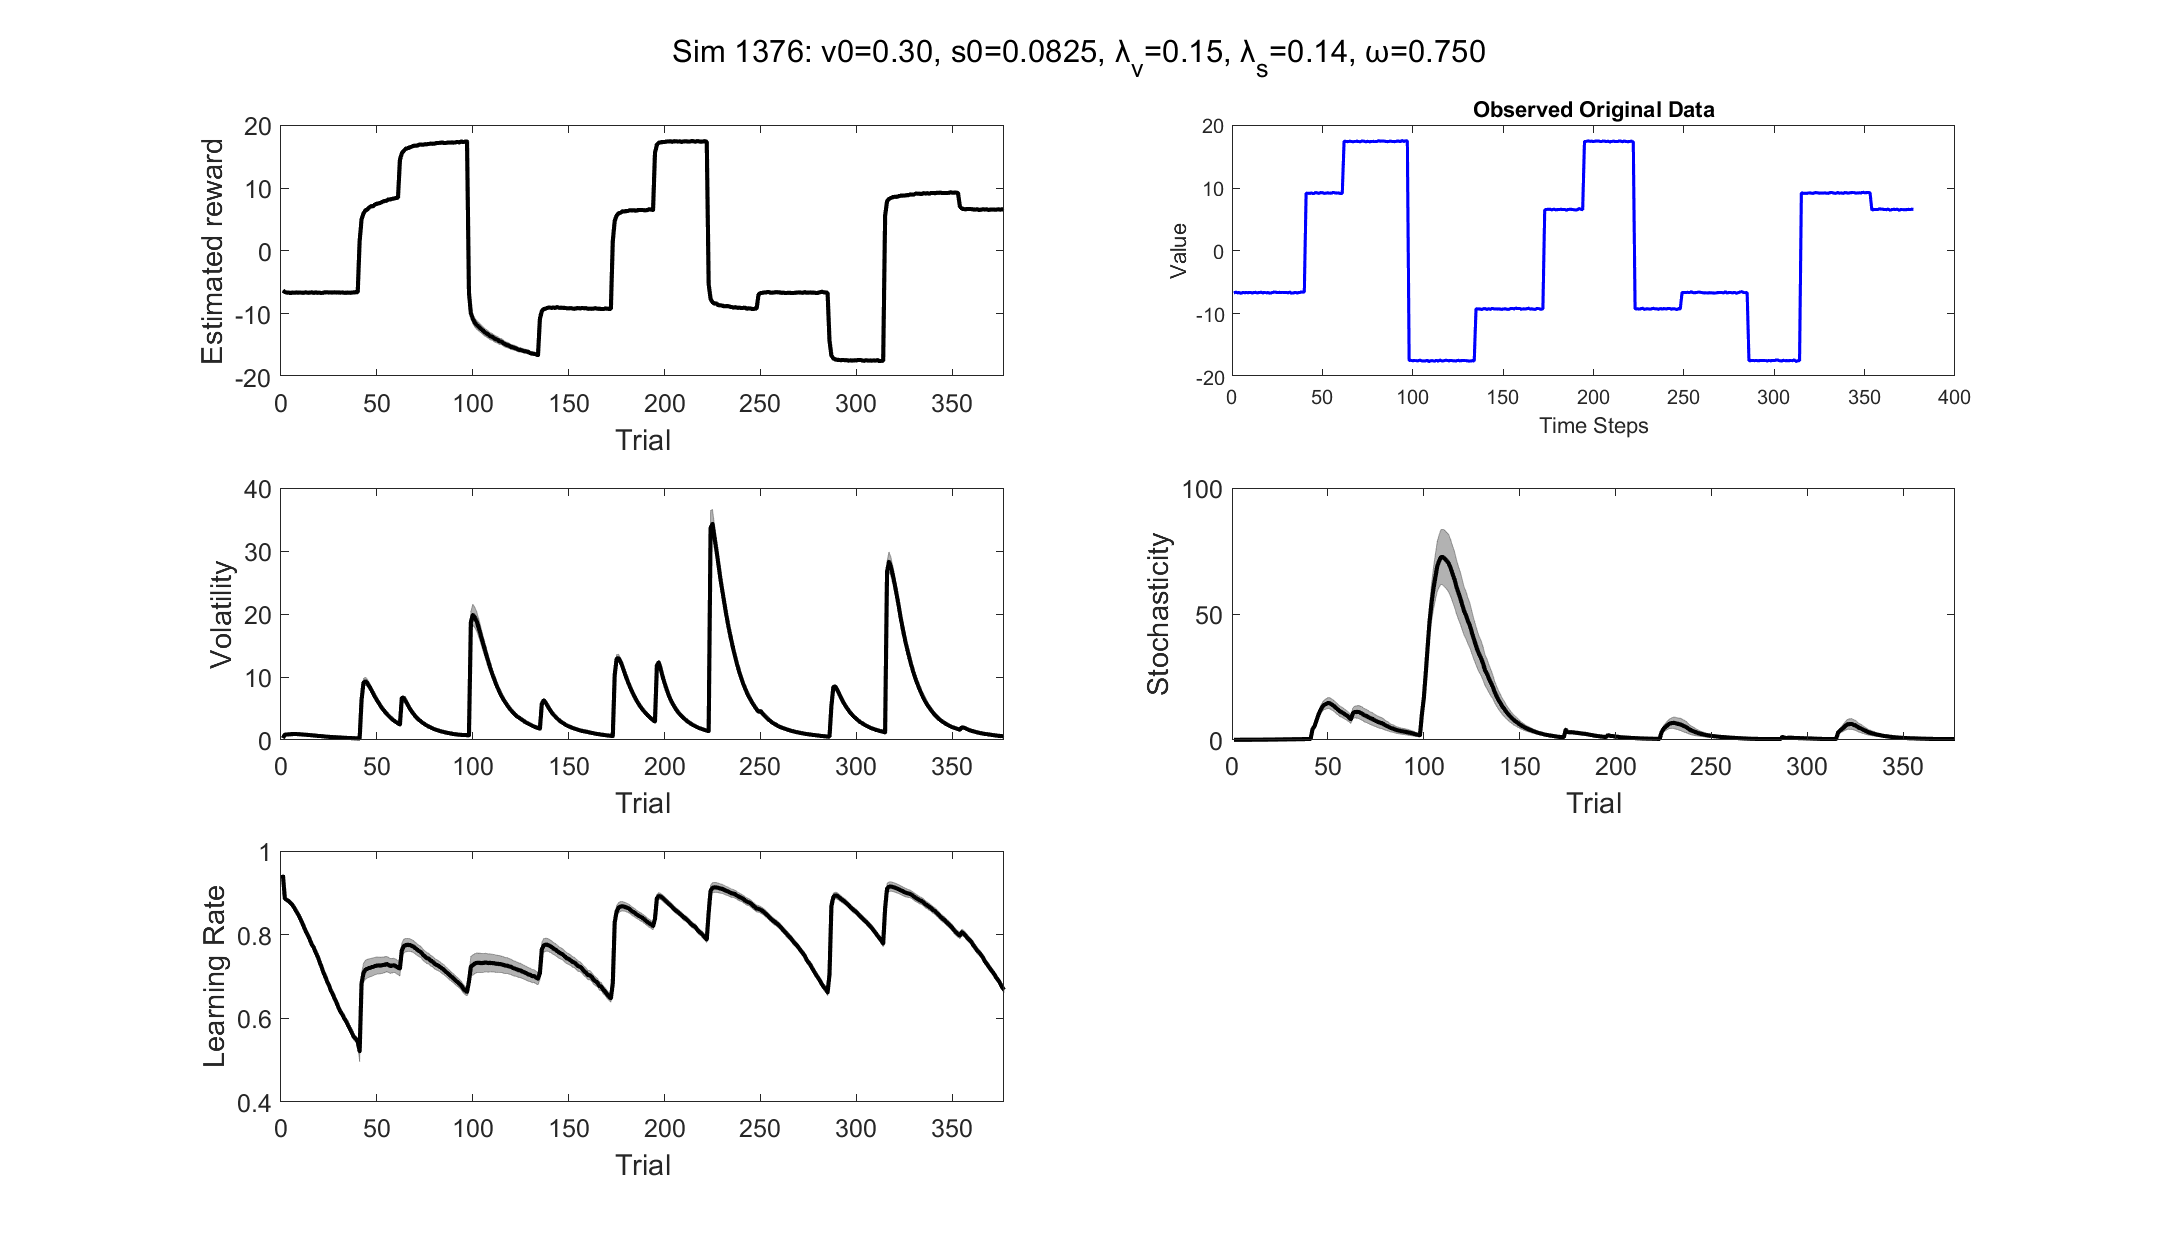 Sim 1376: v0=0.30, s0=0.0825, λ_v=0.15, λ_s=0.14, ω=0.750
Estimated reward
20
10
0
-10
-20
0 50 100 150 200 250 300 350
Trial
Observed Original Data
Value
20
10
0
-10
-20
0 50 100 150 200 250 300 350 400
Time Steps
Volatility
40
30
20
10
0
0 50 100 150 200 250 300 350
Trial
Stochasticity
100
50
0
0 50 100 150 200 250 300 350
Trial
Learning Rate
1
0.8
0.6
0.4
0 50 100 150 200 250 300 350
Trial